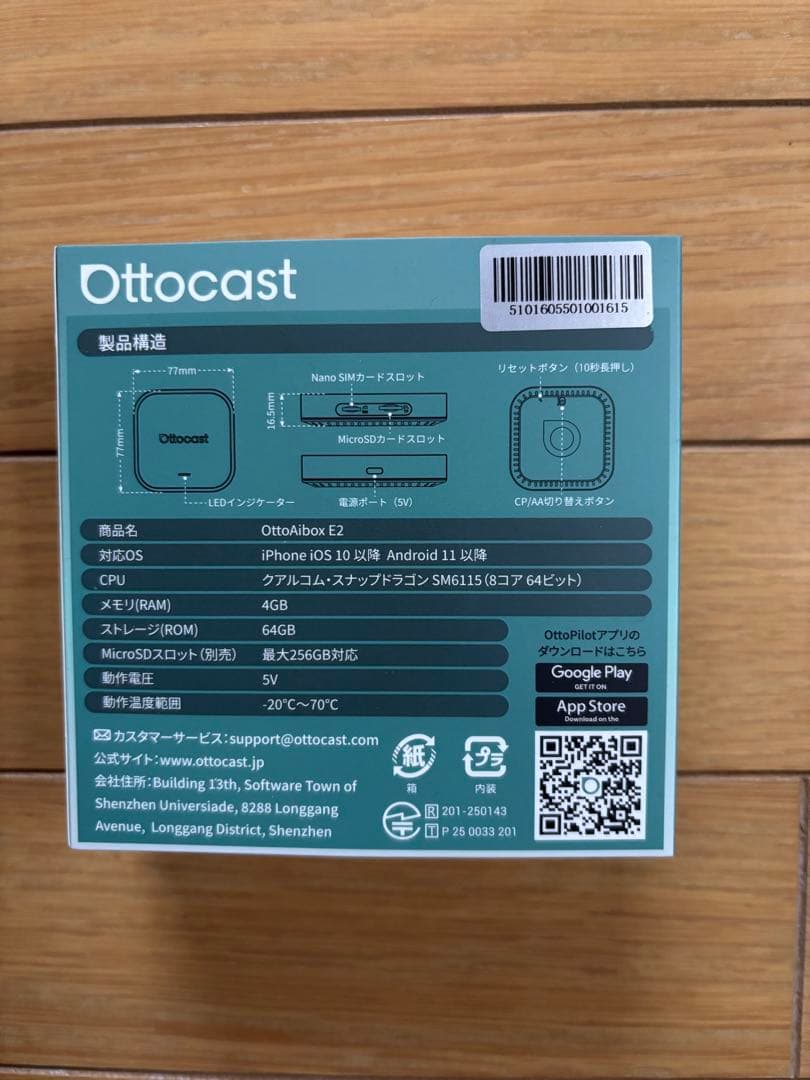 Ottocast
5101605501001615
製品構造
77mm
77mm
Ottocast
LEDインジケーター
Nano SIMカードスロット
16.5mm
MicroSDカードスロット
電源ポート（5V）
リセットボタン（10秒長押し）
CP/AA切り替えボタン
商品名 OttoAibox E2
対応OS iPhone iOS 10 以降 Android 11 以降
CPU クアルコム・スナップドラゴン SM6115（8コア 64ビット）
メモリ(RAM) 4GB
ストレージ(ROM) 64GB
MicroSDスロット（別売） 最大256GB対応
動作電圧 5V
動作温度範囲 -20℃～70℃
OttoPilotアプリの
ダウンロードはこちら
Google Play
GET IT ON
App Store
Download on the
カスタマーサービス：support@ottocast.com
公式サイト：www.ottocast.jp
会社住所：Building 13th, Software Town of
Shenzhen Universiade, 8288 Longgang
Avenue, Longgang District, Shenzhen
紙
箱
プラ
内装
R 201-250143
T P 25 0033 201